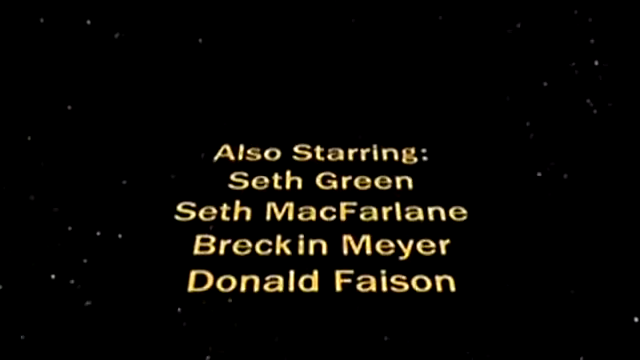 Also Starring:
Seth Green
Seth MacFarlane
Breckin Meyer
Donald Faison